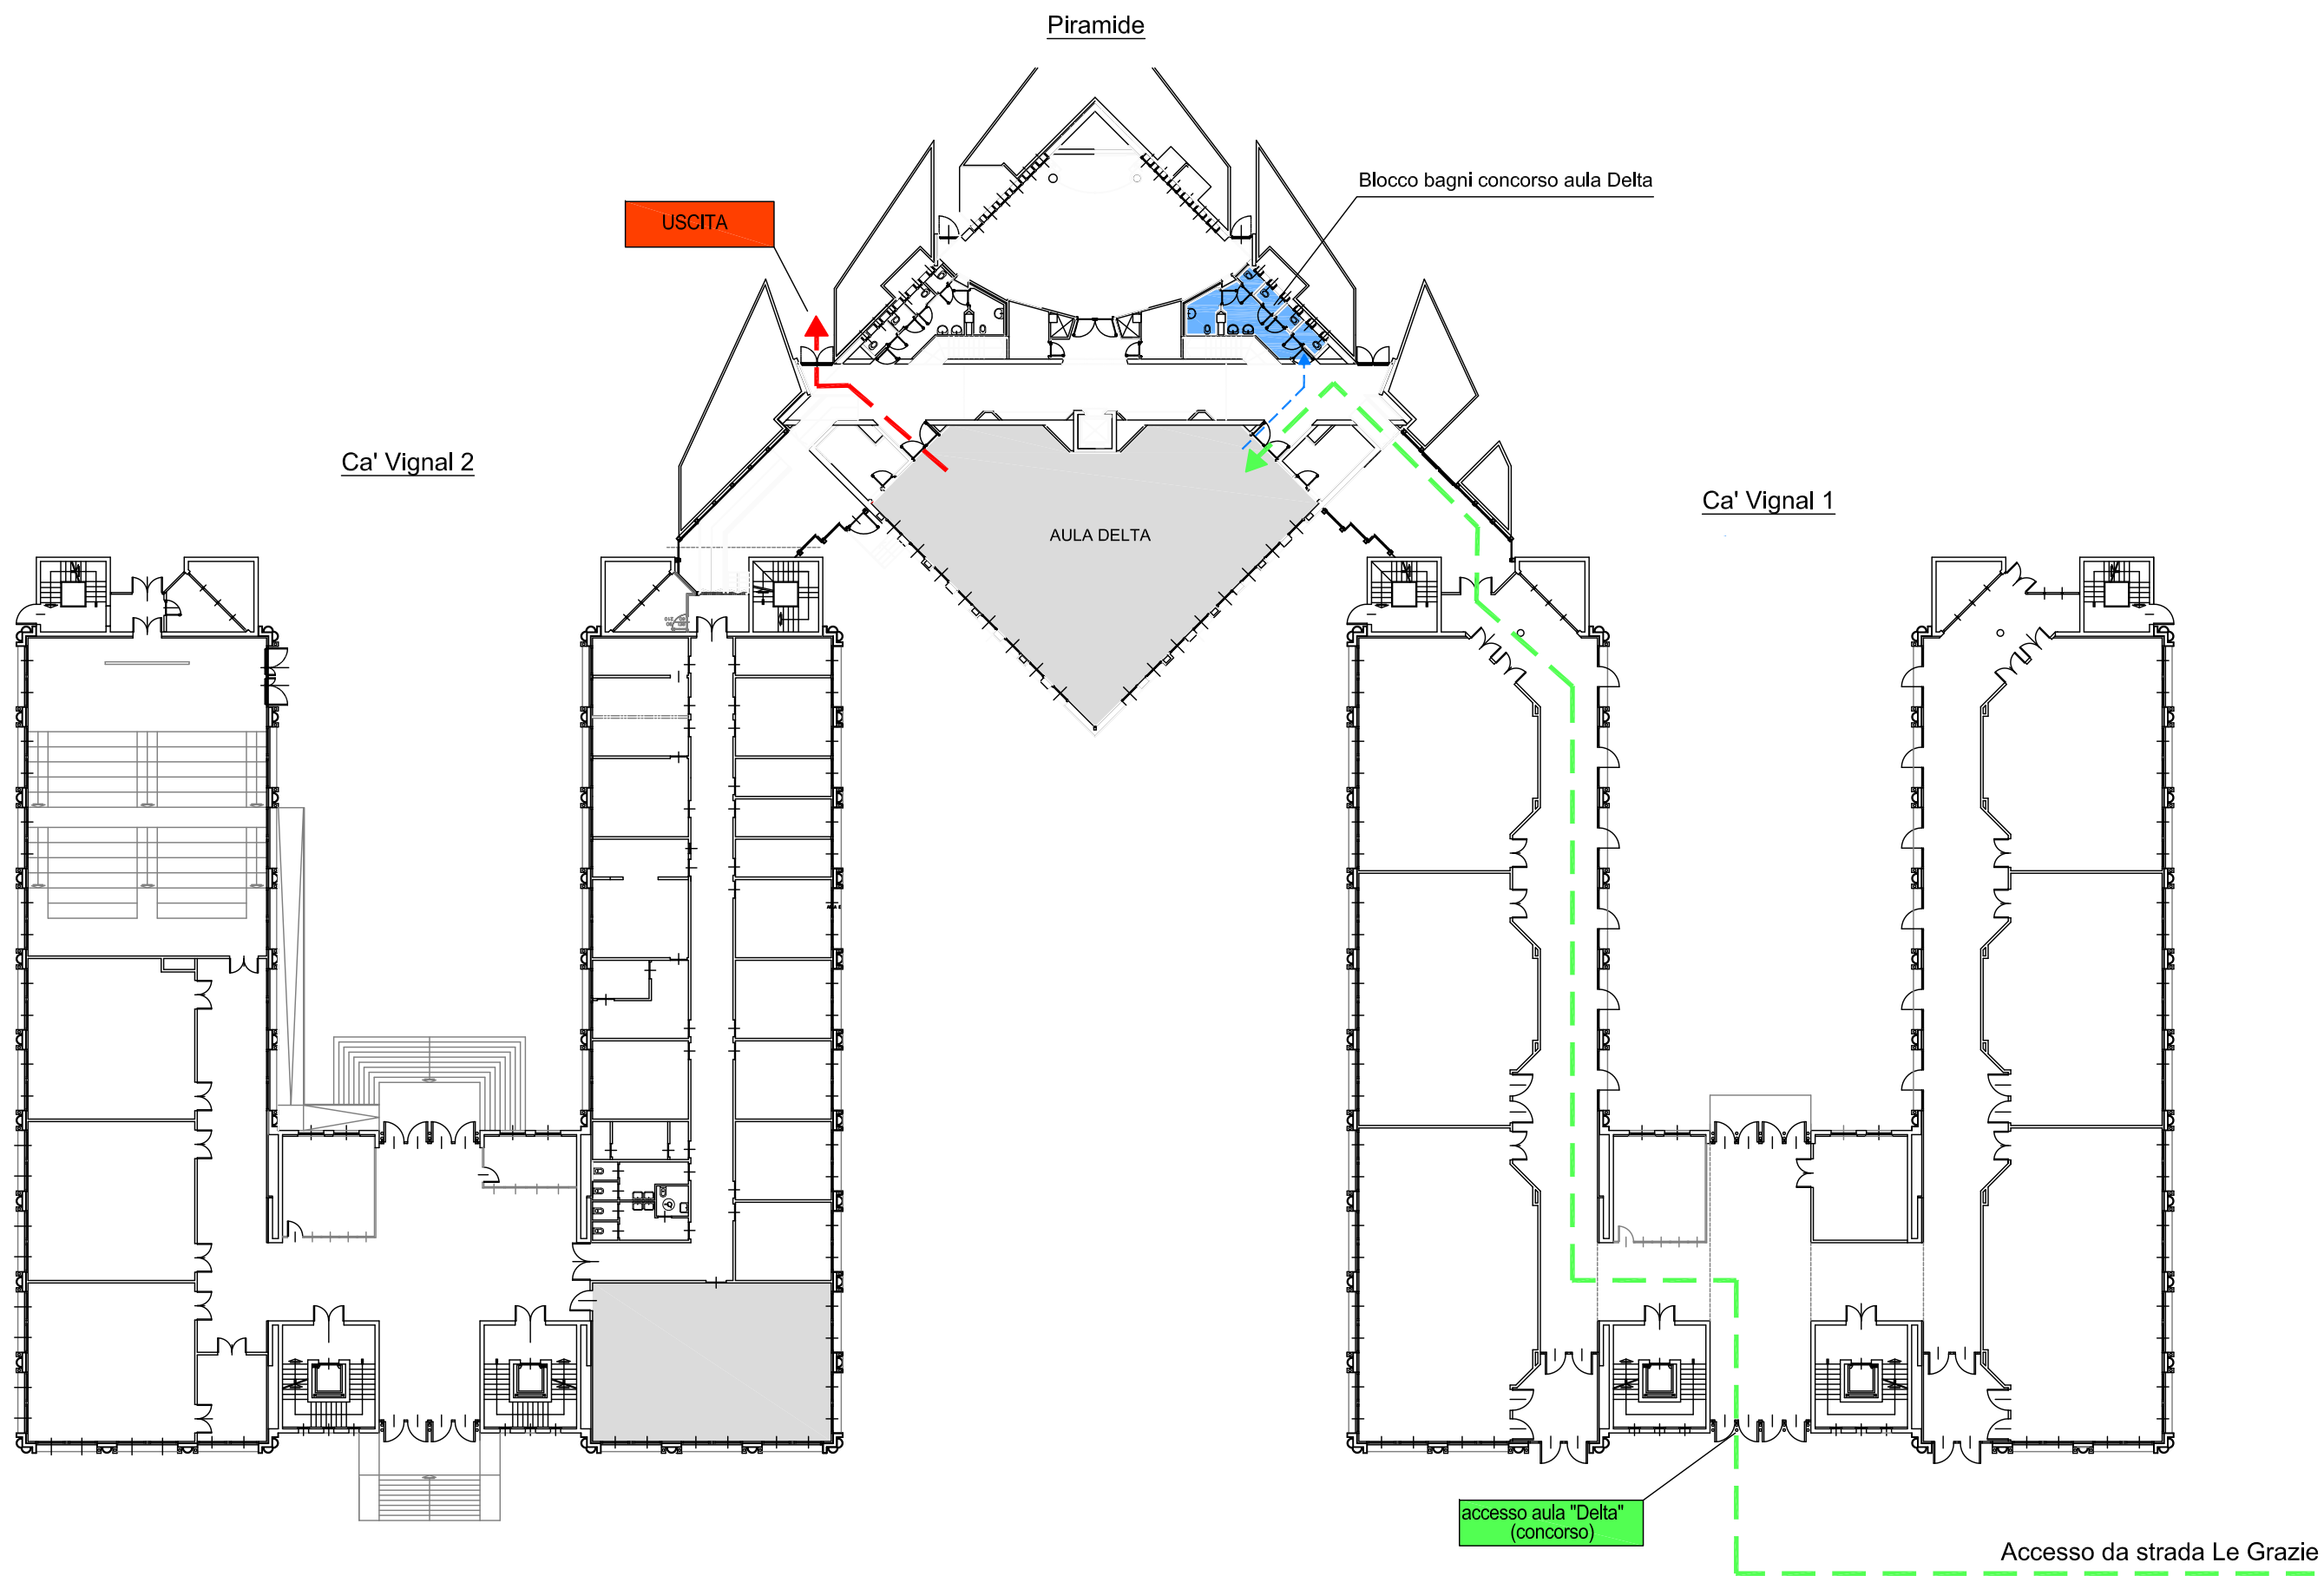 Piramide
Blocco bagni concorso aula Delta
USCITA
Ca' Vignal 2
Ca' Vignal 1
AULA DELTA
accesso aula "Delta"
(concorso)
Accesso da strada Le Grazie